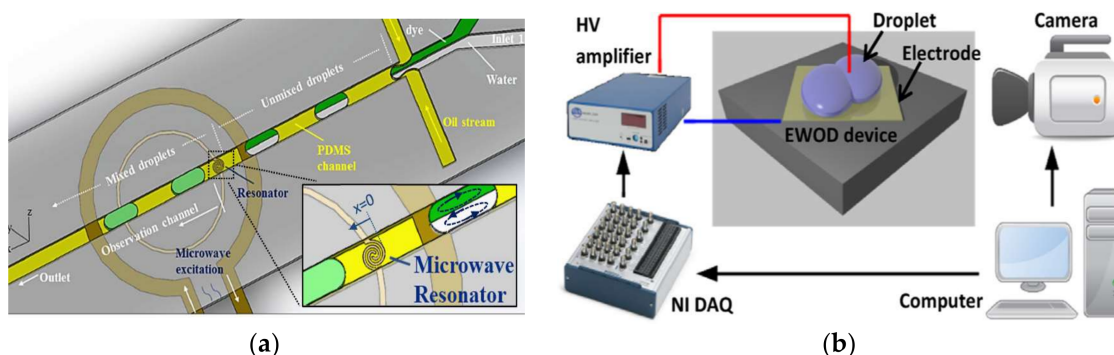 dye
Inlet 1
Water
Unmixed droplets
Oil stream
PDMS
channel
Mixed droplets
Resonator
Observation channel
Microwave
excitation
Outlet
z
x=0
Microwave
Resonator
(a)
HV
amplifier
Droplet
Electrode
EWOD device
Camera
NI DAQ
Computer
(b)